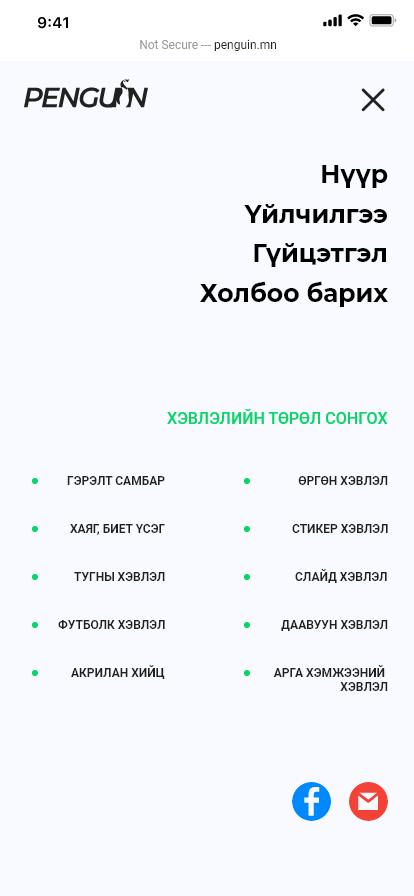 9:41
Not Secure — penguin.mn
PENGUIN
Нүүр
Үйлчилгээ
Гүйцэтгэл
Холбоо барих
ХЭВЛЭЛИЙН ТӨРӨЛ СОНГОХ
ГЭРЭЛТ САМБАР
ӨРГӨН ХЭВЛЭЛ
ХАЯГ, БИЕТ ҮСЭГ
СТИКЕР ХЭВЛЭЛ
ТУГНЫ ХЭВЛЭЛ
СЛАЙД ХЭВЛЭЛ
ФУТБОЛК ХЭВЛЭЛ
ДААВУУН ХЭВЛЭЛ
АКРИЛАН ХИЙЦ
АРГА ХЭМЖЭЭНИЙ
ХЭВЛЭЛ